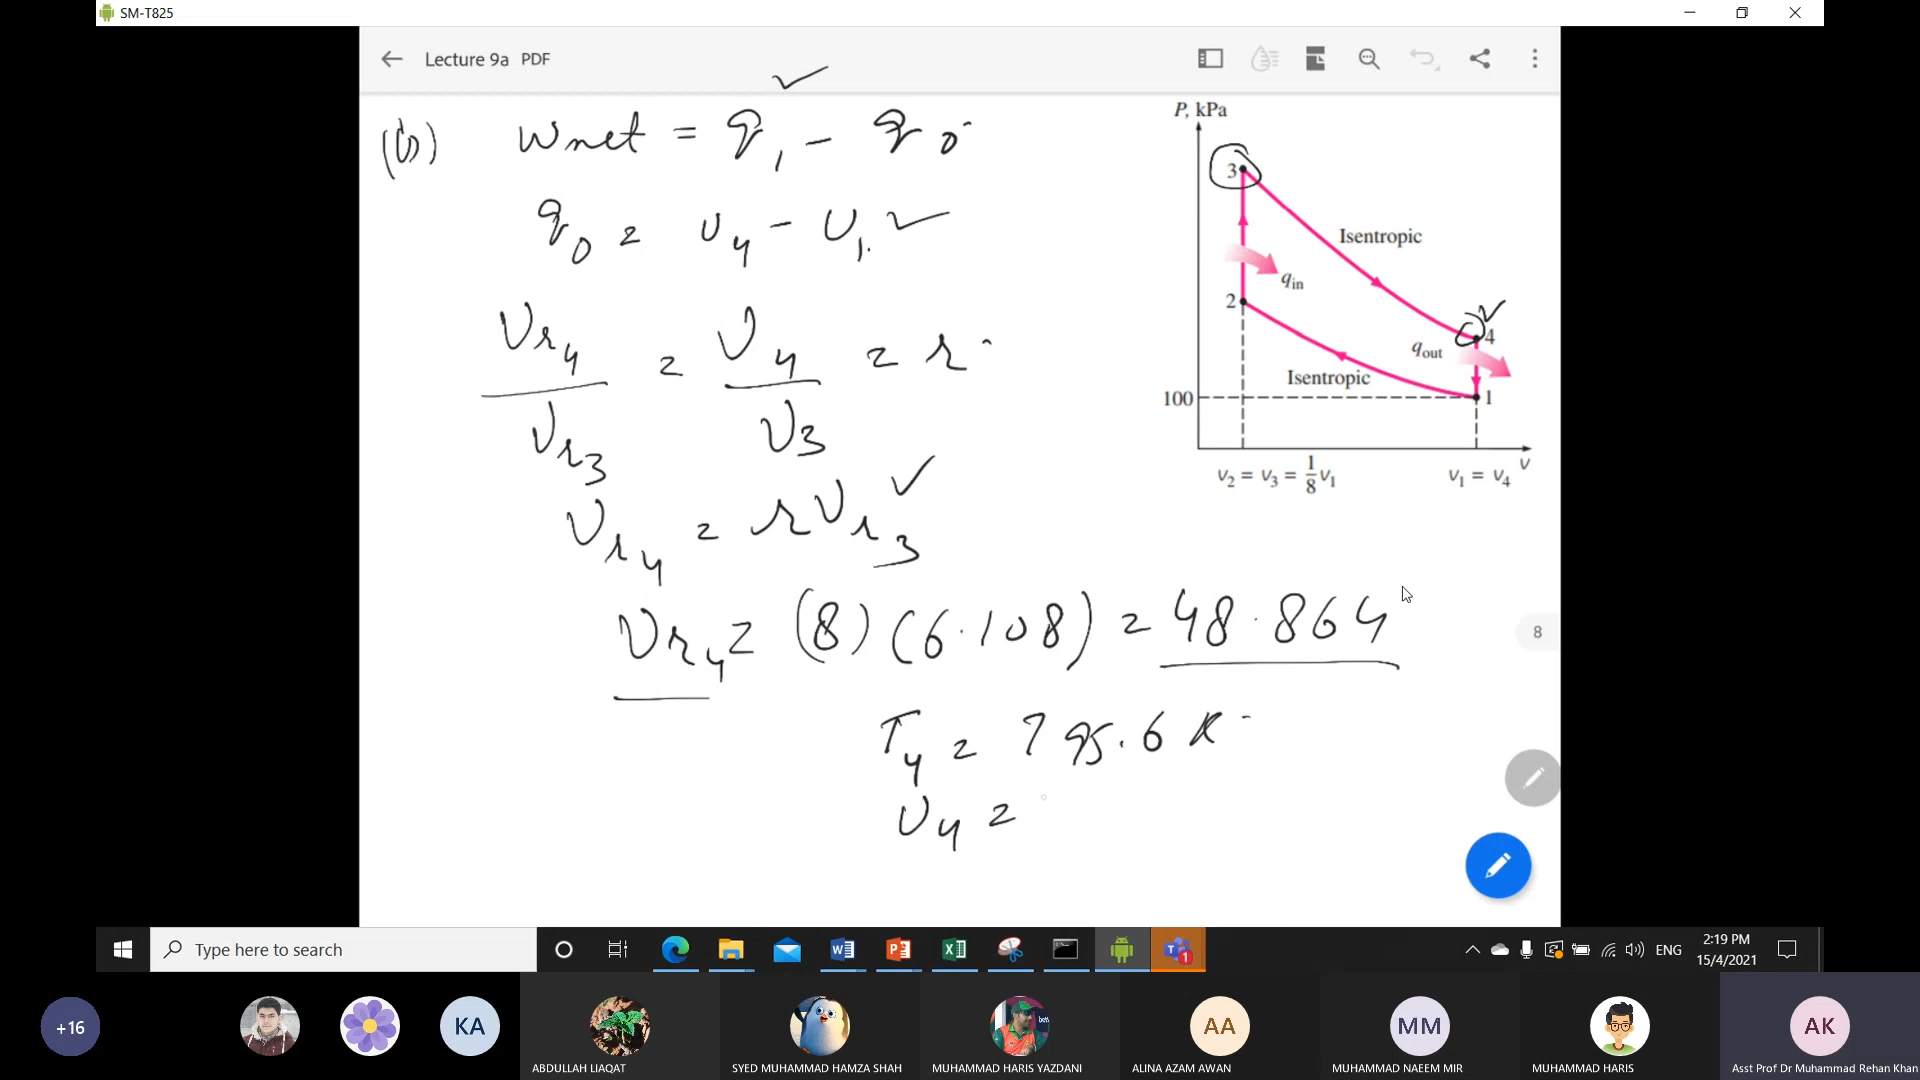 SM-T825
Lecture 9a PDF
(b) Wnet = q1 - q0
q0 = u4 - u1
Vr4 / Vr3 = V4 / V3 = r
Vr4 = r Vr3
Vr4 = (8) (6.108) = 48.864
T4 = 795.6 K
U4 =
P, kPa
3
Isentropic
qin
2
4
qout
Isentropic
100
1
v2 = v3 = 1/8 v1
v1 = v4
v
8
Type here to search
1
ENG
2:19 PM
15/4/2021
+16
KA
AA
MM
AK
ABDULLAH LIAQAT
SYED MUHAMMAD HAMZA SHAH
MUHAMMAD HARIS YAZDANI
ALINA AZAM AWAN
MUHAMMAD NAEEM MIR
MUHAMMAD HARIS
Asst Prof Dr Muhammad Rehan Khan